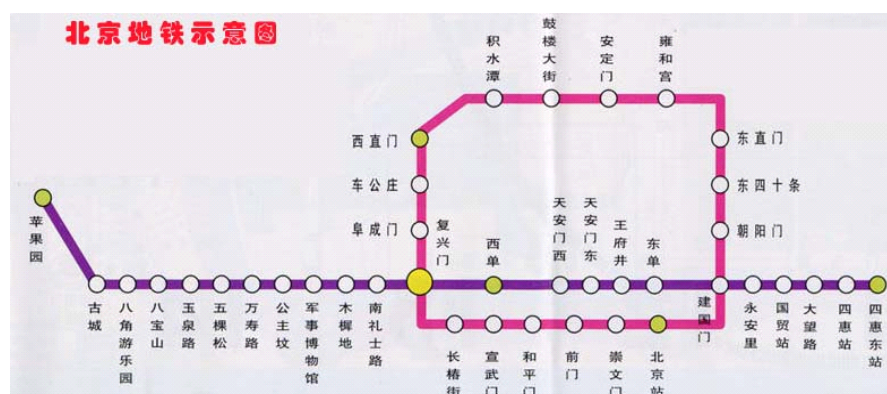 北京地铁示意图
积水潭
鼓楼大街
安定门
雍和宫
西直门
车公庄
阜成门
东直门
东四十条
朝阳门
苹果园
复兴门
西单
天安门西
天安门东
王府井
东单
古城
八角游乐园
八宝山
玉泉路
五棵松
万寿路
公主坟
军事博物馆
木樨地
南礼士路
建国门
永安里
国贸站
大望路
四惠站
四惠东站
长椿街
宣武门
和平门
前门
崇文门
北京站